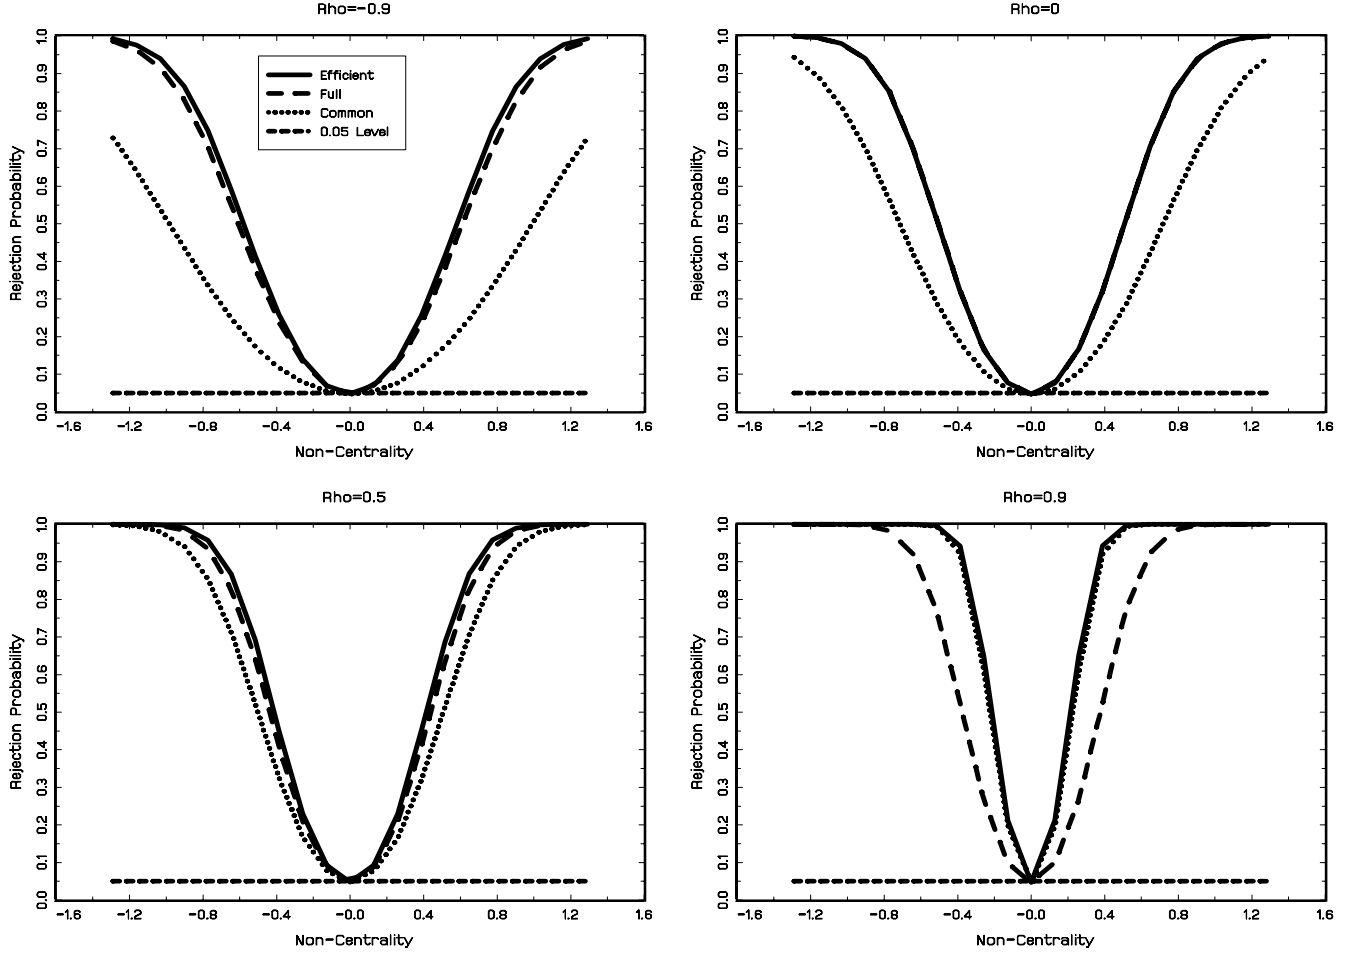 Rho=-0.9
Rejection Probability
0.0 0.1 0.2 0.3 0.4 0.5 0.6 0.7 0.8 0.9 1.0
Efficient
Full
Common
0.05 Level
-1.6 -1.2 -0.8 -0.4 -0.0 0.4 0.8 1.2 1.6
Non-Centrality
Rho=0
Rejection Probability
0.0 0.1 0.2 0.3 0.4 0.5 0.6 0.7 0.8 0.9 1.0
-1.6 -1.2 -0.8 -0.4 -0.0 0.4 0.8 1.2 1.6
Non-Centrality
Rho=0.5
Rejection Probability
0.0 0.1 0.2 0.3 0.4 0.5 0.6 0.7 0.8 0.9 1.0
-1.6 -1.2 -0.8 -0.4 -0.0 0.4 0.8 1.2 1.6
Non-Centrality
Rho=0.9
Rejection Probability
0.0 0.1 0.2 0.3 0.4 0.5 0.6 0.7 0.8 0.9 1.0
-1.6 -1.2 -0.8 -0.4 -0.0 0.4 0.8 1.2 1.6
Non-Centrality